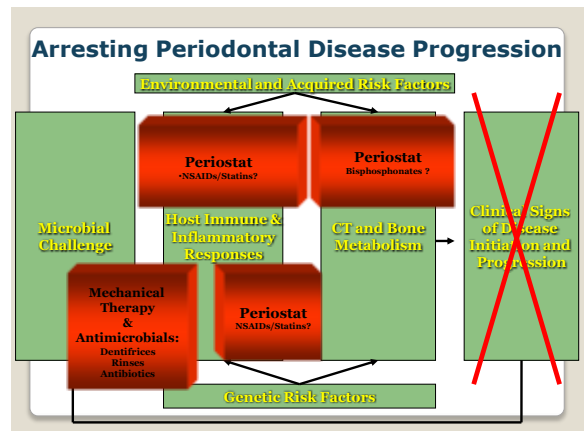 Arresting Periodontal Disease Progression
Environmental and Acquired Risk Factors
Periostat
•NSAIDs/Statins?
Periostat
Bisphosphonates ?
Microbial
Challenge
Host Immune &
Inflammatory
Responses
CT and Bone
Metabolism
Clinical Signs
of Disease
Initiation and
Progression
Mechanical
Therapy
&
Antimicrobials:
Dentifrices
Rinses
Antibiotics
Periostat
NSAIDs/Statins?
Genetic Risk Factors